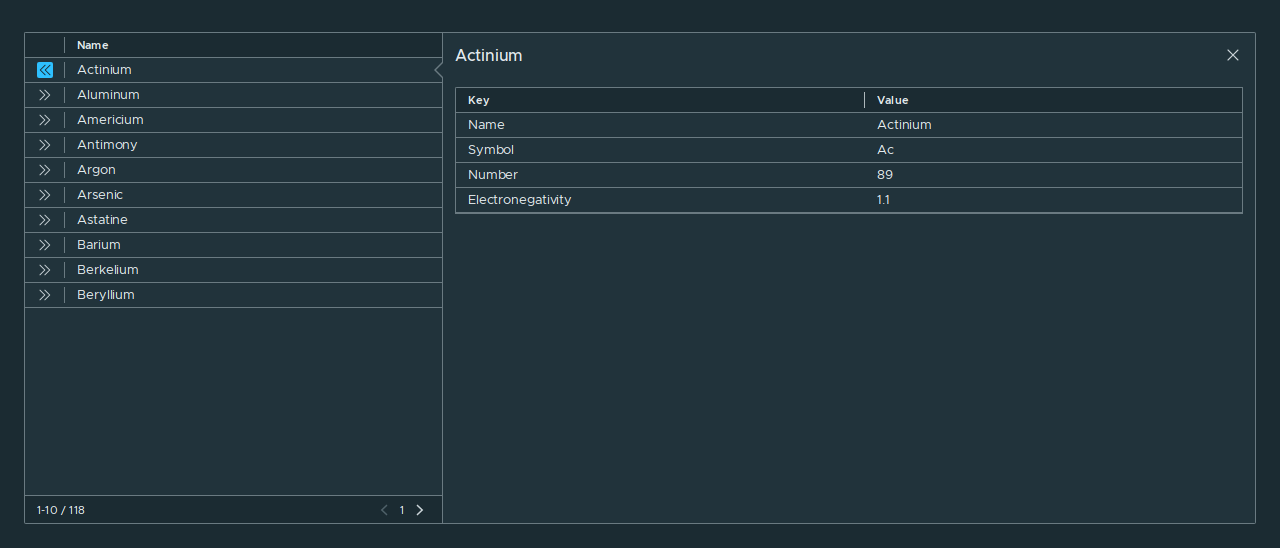 Name
Actinium
Aluminum
Americium
Antimony
Argon
Arsenic
Astatine
Barium
Berkelium
Beryllium
1-10 / 118
1
Actinium
Key Value
Name Actinium
Symbol Ac
Number 89
Electronegativity 1.1